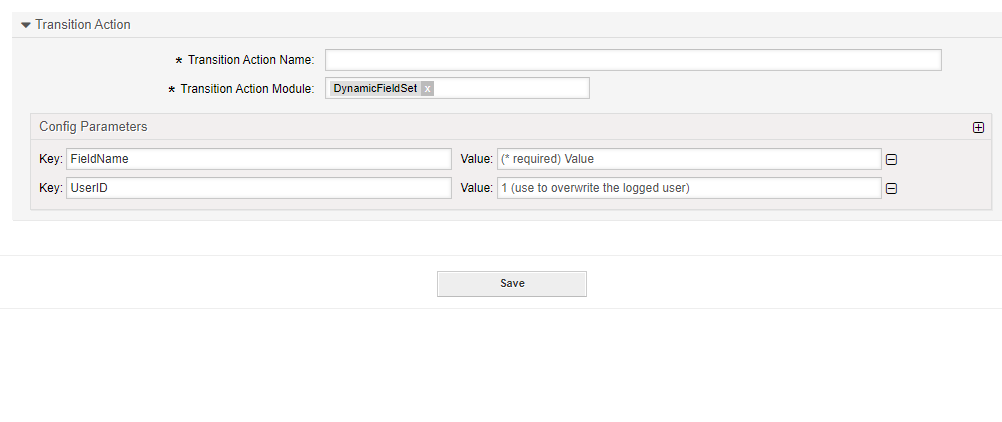 Transition Action
* Transition Action Name:
* Transition Action Module: DynamicFieldSet x
Config Parameters
Key: FieldName Value: (* required) Value
Key: UserID Value: 1 (use to overwrite the logged user)
Save